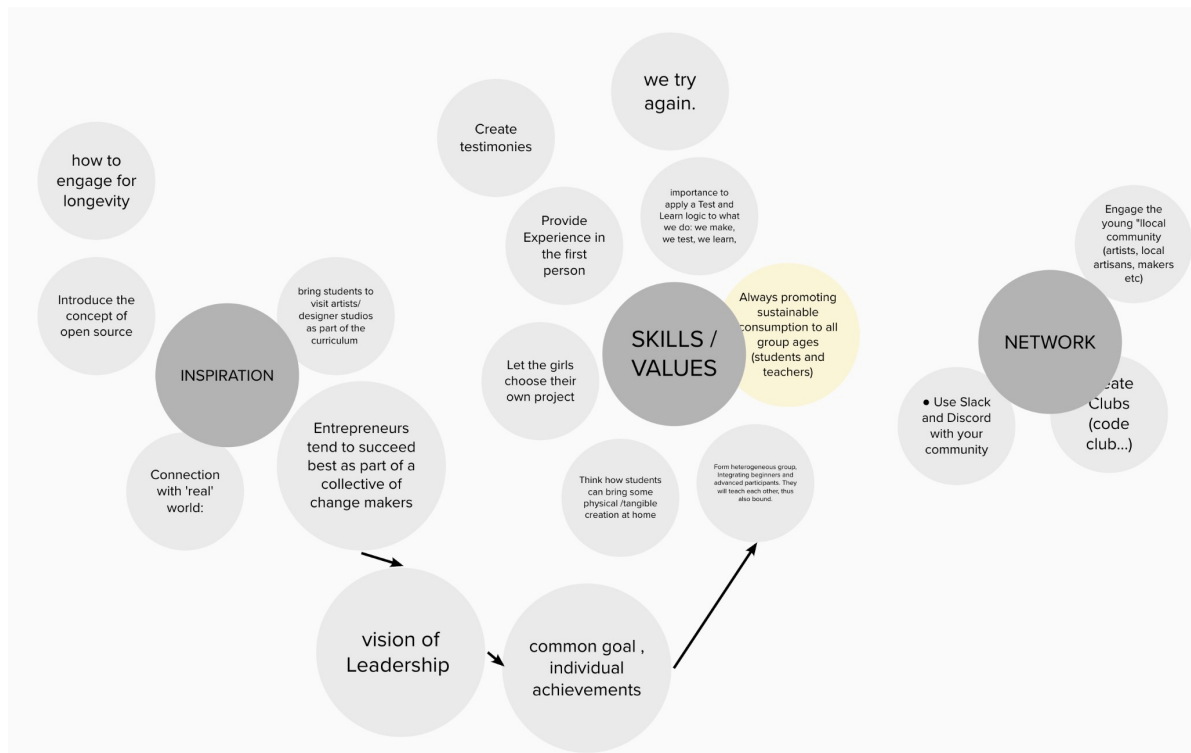 how to
engage for
longevity
Introduce the
concept of
open source
INSPIRATION
bring students to
visit artists/
designer studios
as part of the
curriculum
Connection
with 'real'
world:
Entrepreneurs
tend to succeed
best as part of a
collective of
change makers
vision of
Leadership
common goal ,
individual
achievements
Create
testimonies
we try
again.
Provide
Experience in
the first
person
importance to
apply a Test and
Learn logic to what
we do: we make,
we test, we learn,
SKILLS /
VALUES
Always promoting
sustainable
consumption to all
group ages
(students and
teachers)
Let the girls
choose their
own project
Think how students
can bring some
physical /tangible
creation at home
Form heterogeneous group,
integrating beginners and
advanced participants. They
will teach each other, thus
also bound.
Engage the
young "llocal
community
(artists, local
artisans, makers
etc)
NETWORK
● Use Slack
and Discord
with your
community
Clubs
(code
club...)